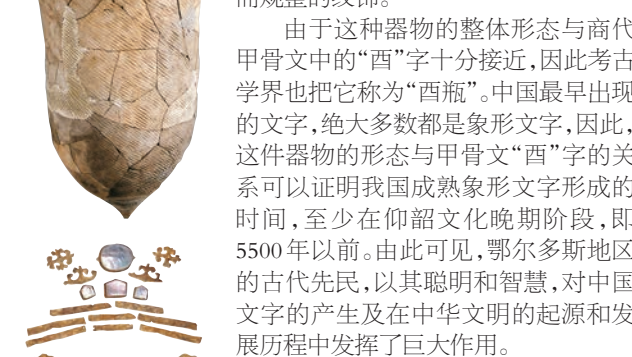 而规整的纹饰。
由于这种器物的整体形态与商代
甲骨文中的“酉”字十分接近,因此考古
学界也把它称为“酉瓶”。中国最早出现
的文字,绝大多数都是象形文字,因此,
这件器物的形态与甲骨文“酉”字的关
系可以证明我国成熟象形文字形成的
时间,至少在仰韶文化晚期阶段,即
5500年以前。由此可见,鄂尔多斯地区
的古代先民,以其聪明和智慧,对中国
文字的产生及在中华文明的起源和发
展历程中发挥了巨大作用。